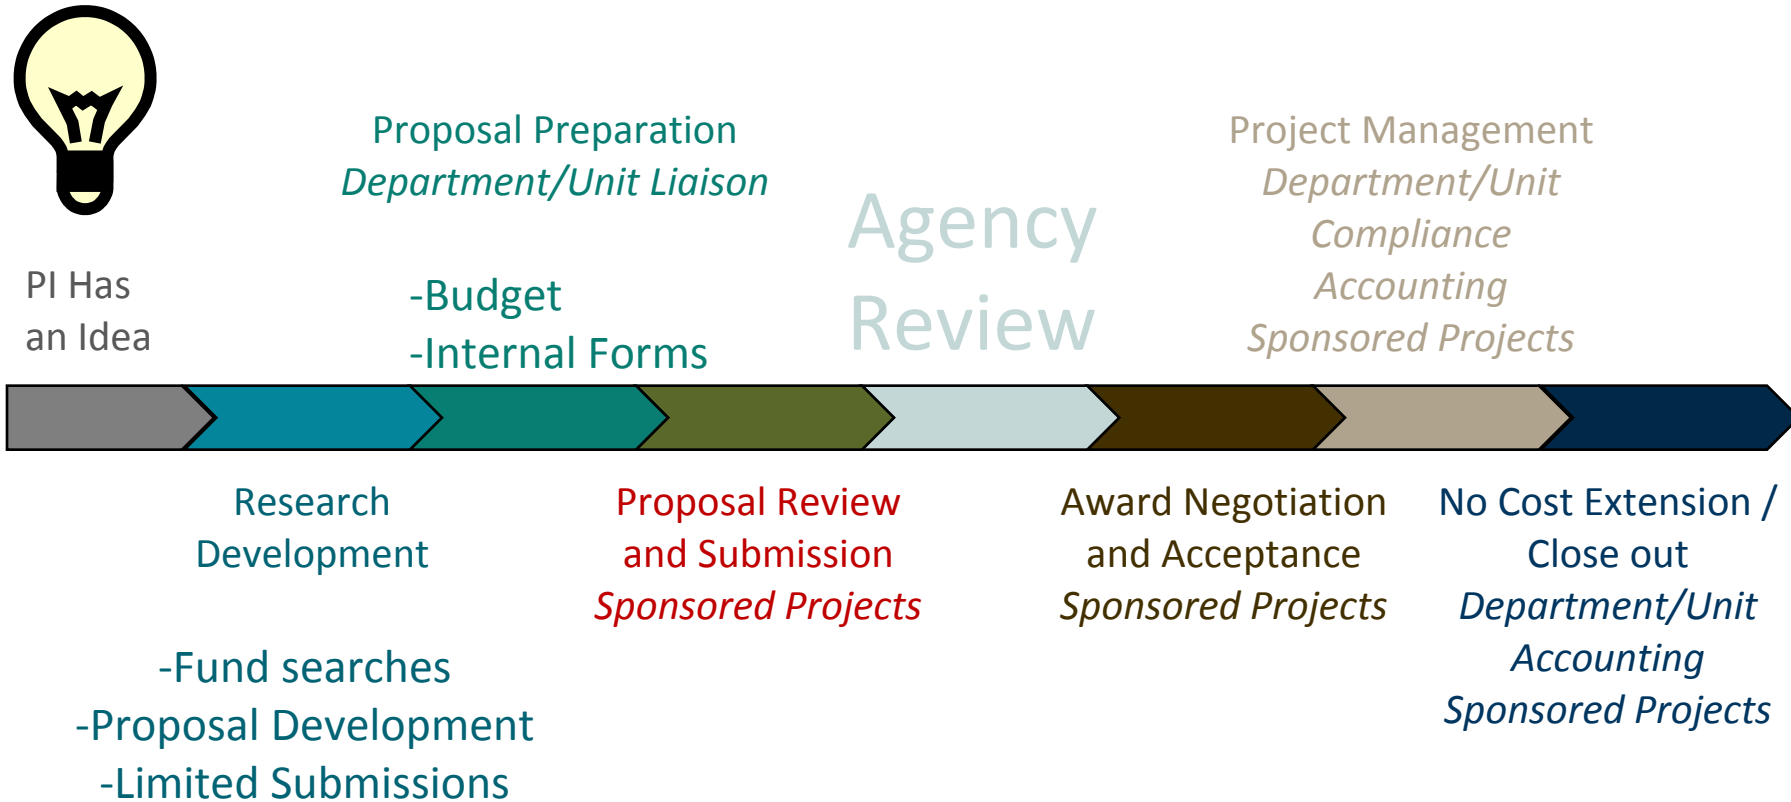 PI Has
an Idea
Research
Development
-Fund searches
-Proposal Development
-Limited Submissions
Proposal Preparation
Department/Unit Liaison
-Budget
-Internal Forms
Proposal Review
and Submission
Sponsored Projects
Agency
Review
Award Negotiation
and Acceptance
Sponsored Projects
Project Management
Department/Unit
Compliance
Accounting
Sponsored Projects
No Cost Extension /
Close out
Department/Unit
Accounting
Sponsored Projects